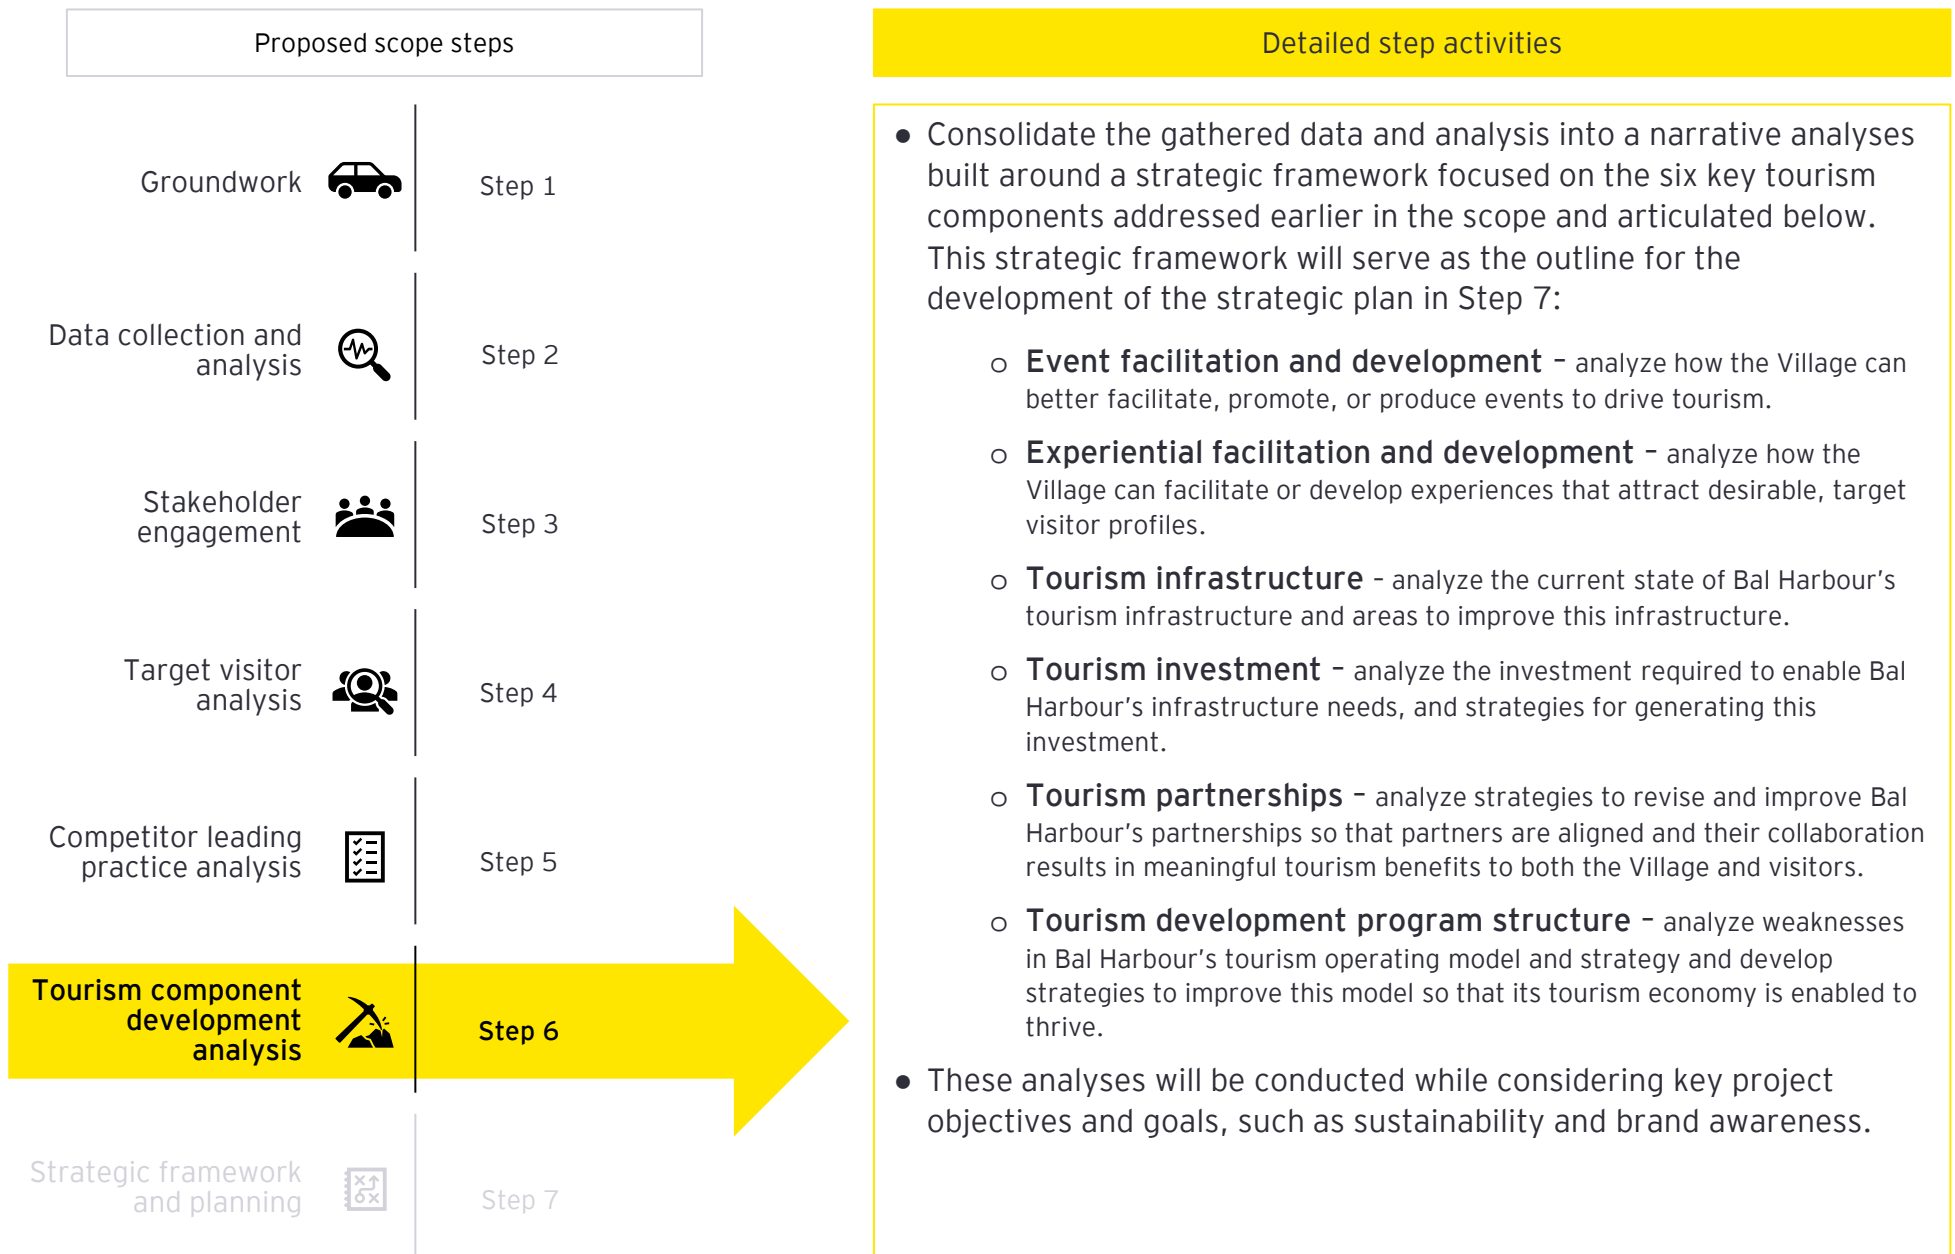 Proposed scope steps
Groundwork
Step 1
Data collection and
analysis
Step 2
Stakeholder
engagement
Step 3
Target visitor
analysis
Step 4
Competitor leading
practice analysis
Step 5
Tourism component
development
analysis
Step 6
Strategic framework
and planning
Step 7
Detailed step activities
● Consolidate the gathered data and analysis into a narrative analyses
built around a strategic framework focused on the six key tourism
components addressed earlier in the scope and articulated below.
This strategic framework will serve as the outline for the
development of the strategic plan in Step 7:
o Event facilitation and development – analyze how the Village can
better facilitate, promote, or produce events to drive tourism.
o Experiential facilitation and development – analyze how the
Village can facilitate or develop experiences that attract desirable, target
visitor profiles.
o Tourism infrastructure - analyze the current state of Bal Harbour’s
tourism infrastructure and areas to improve this infrastructure.
o Tourism investment – analyze the investment required to enable Bal
Harbour’s infrastructure needs, and strategies for generating this
investment.
o Tourism partnerships – analyze strategies to revise and improve Bal
Harbour’s partnerships so that partners are aligned and their collaboration
results in meaningful tourism benefits to both the Village and visitors.
o Tourism development program structure – analyze weaknesses
in Bal Harbour’s tourism operating model and strategy and develop
strategies to improve this model so that its tourism economy is enabled to
thrive.
● These analyses will be conducted while considering key project
objectives and goals, such as sustainability and brand awareness.